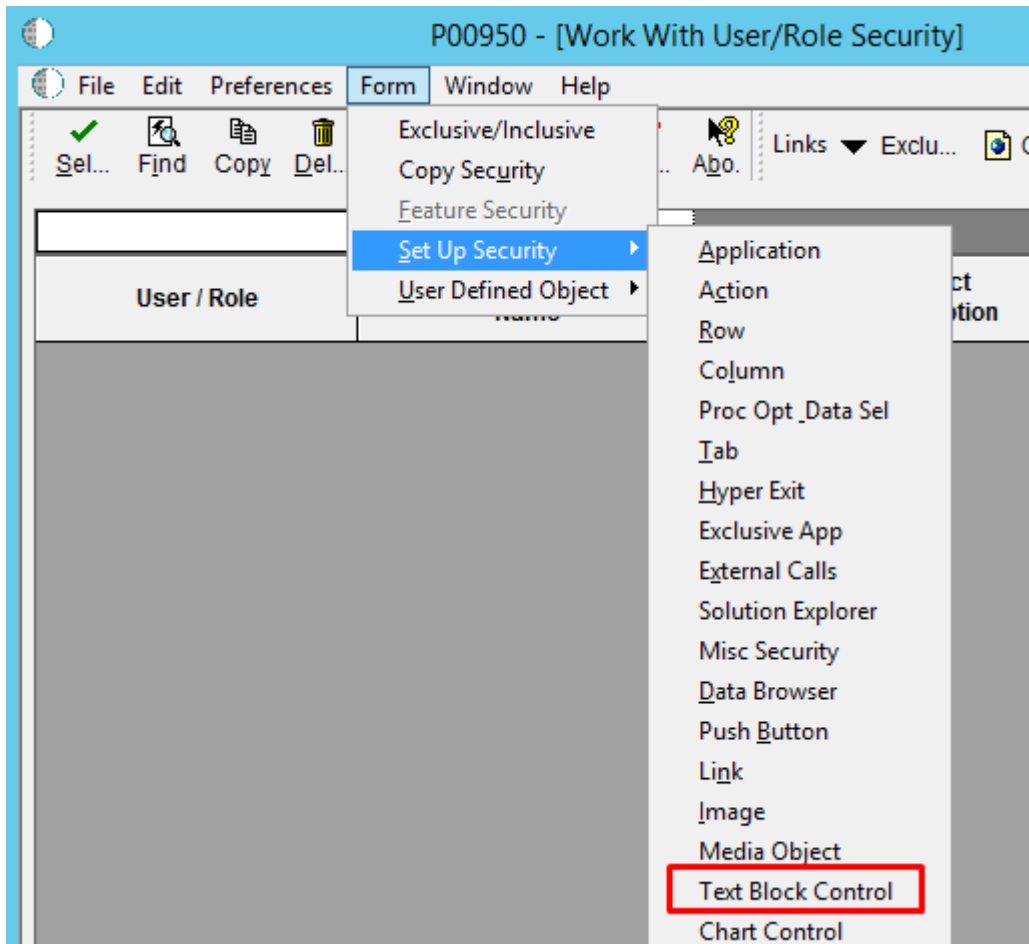 P00950 - [Work With User/Role Security]
File Edit Preferences Form Window Help
Sel... Find Copy Del... .. Abo. Links Exclu...
Exclusive/Inclusive
Copy Security
Feature Security
Set Up Security
User Defined Object
User / Role
Application
Action
Row
Column
Proc Opt _Data Sel
Tab
Hyper Exit
Exclusive App
External Calls
Solution Explorer
Misc Security
Data Browser
Push Button
Link
Image
Media Object
Text Block Control
Chart Control